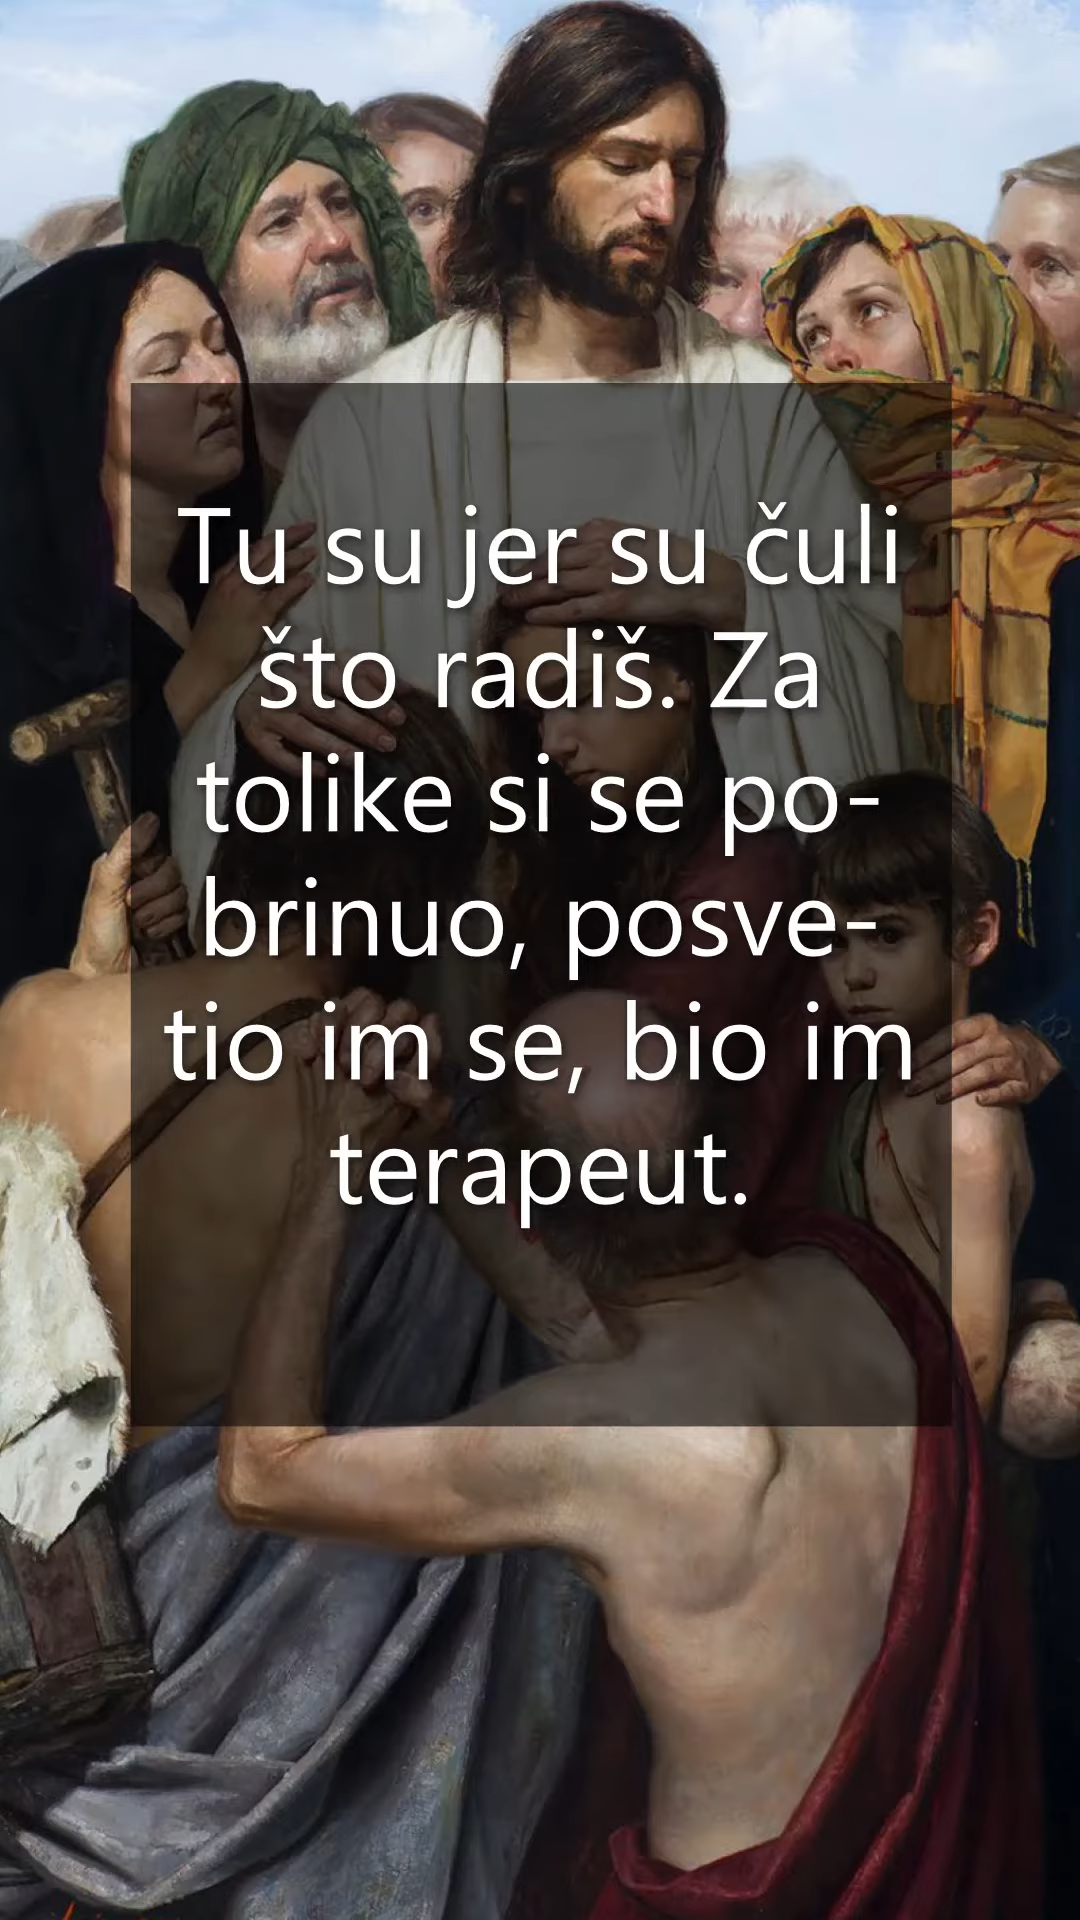 Tu su jer su čuli
što radiš. Za
tolike si se po-
brinuo, posve-
tio im se, bio im
terapeut.